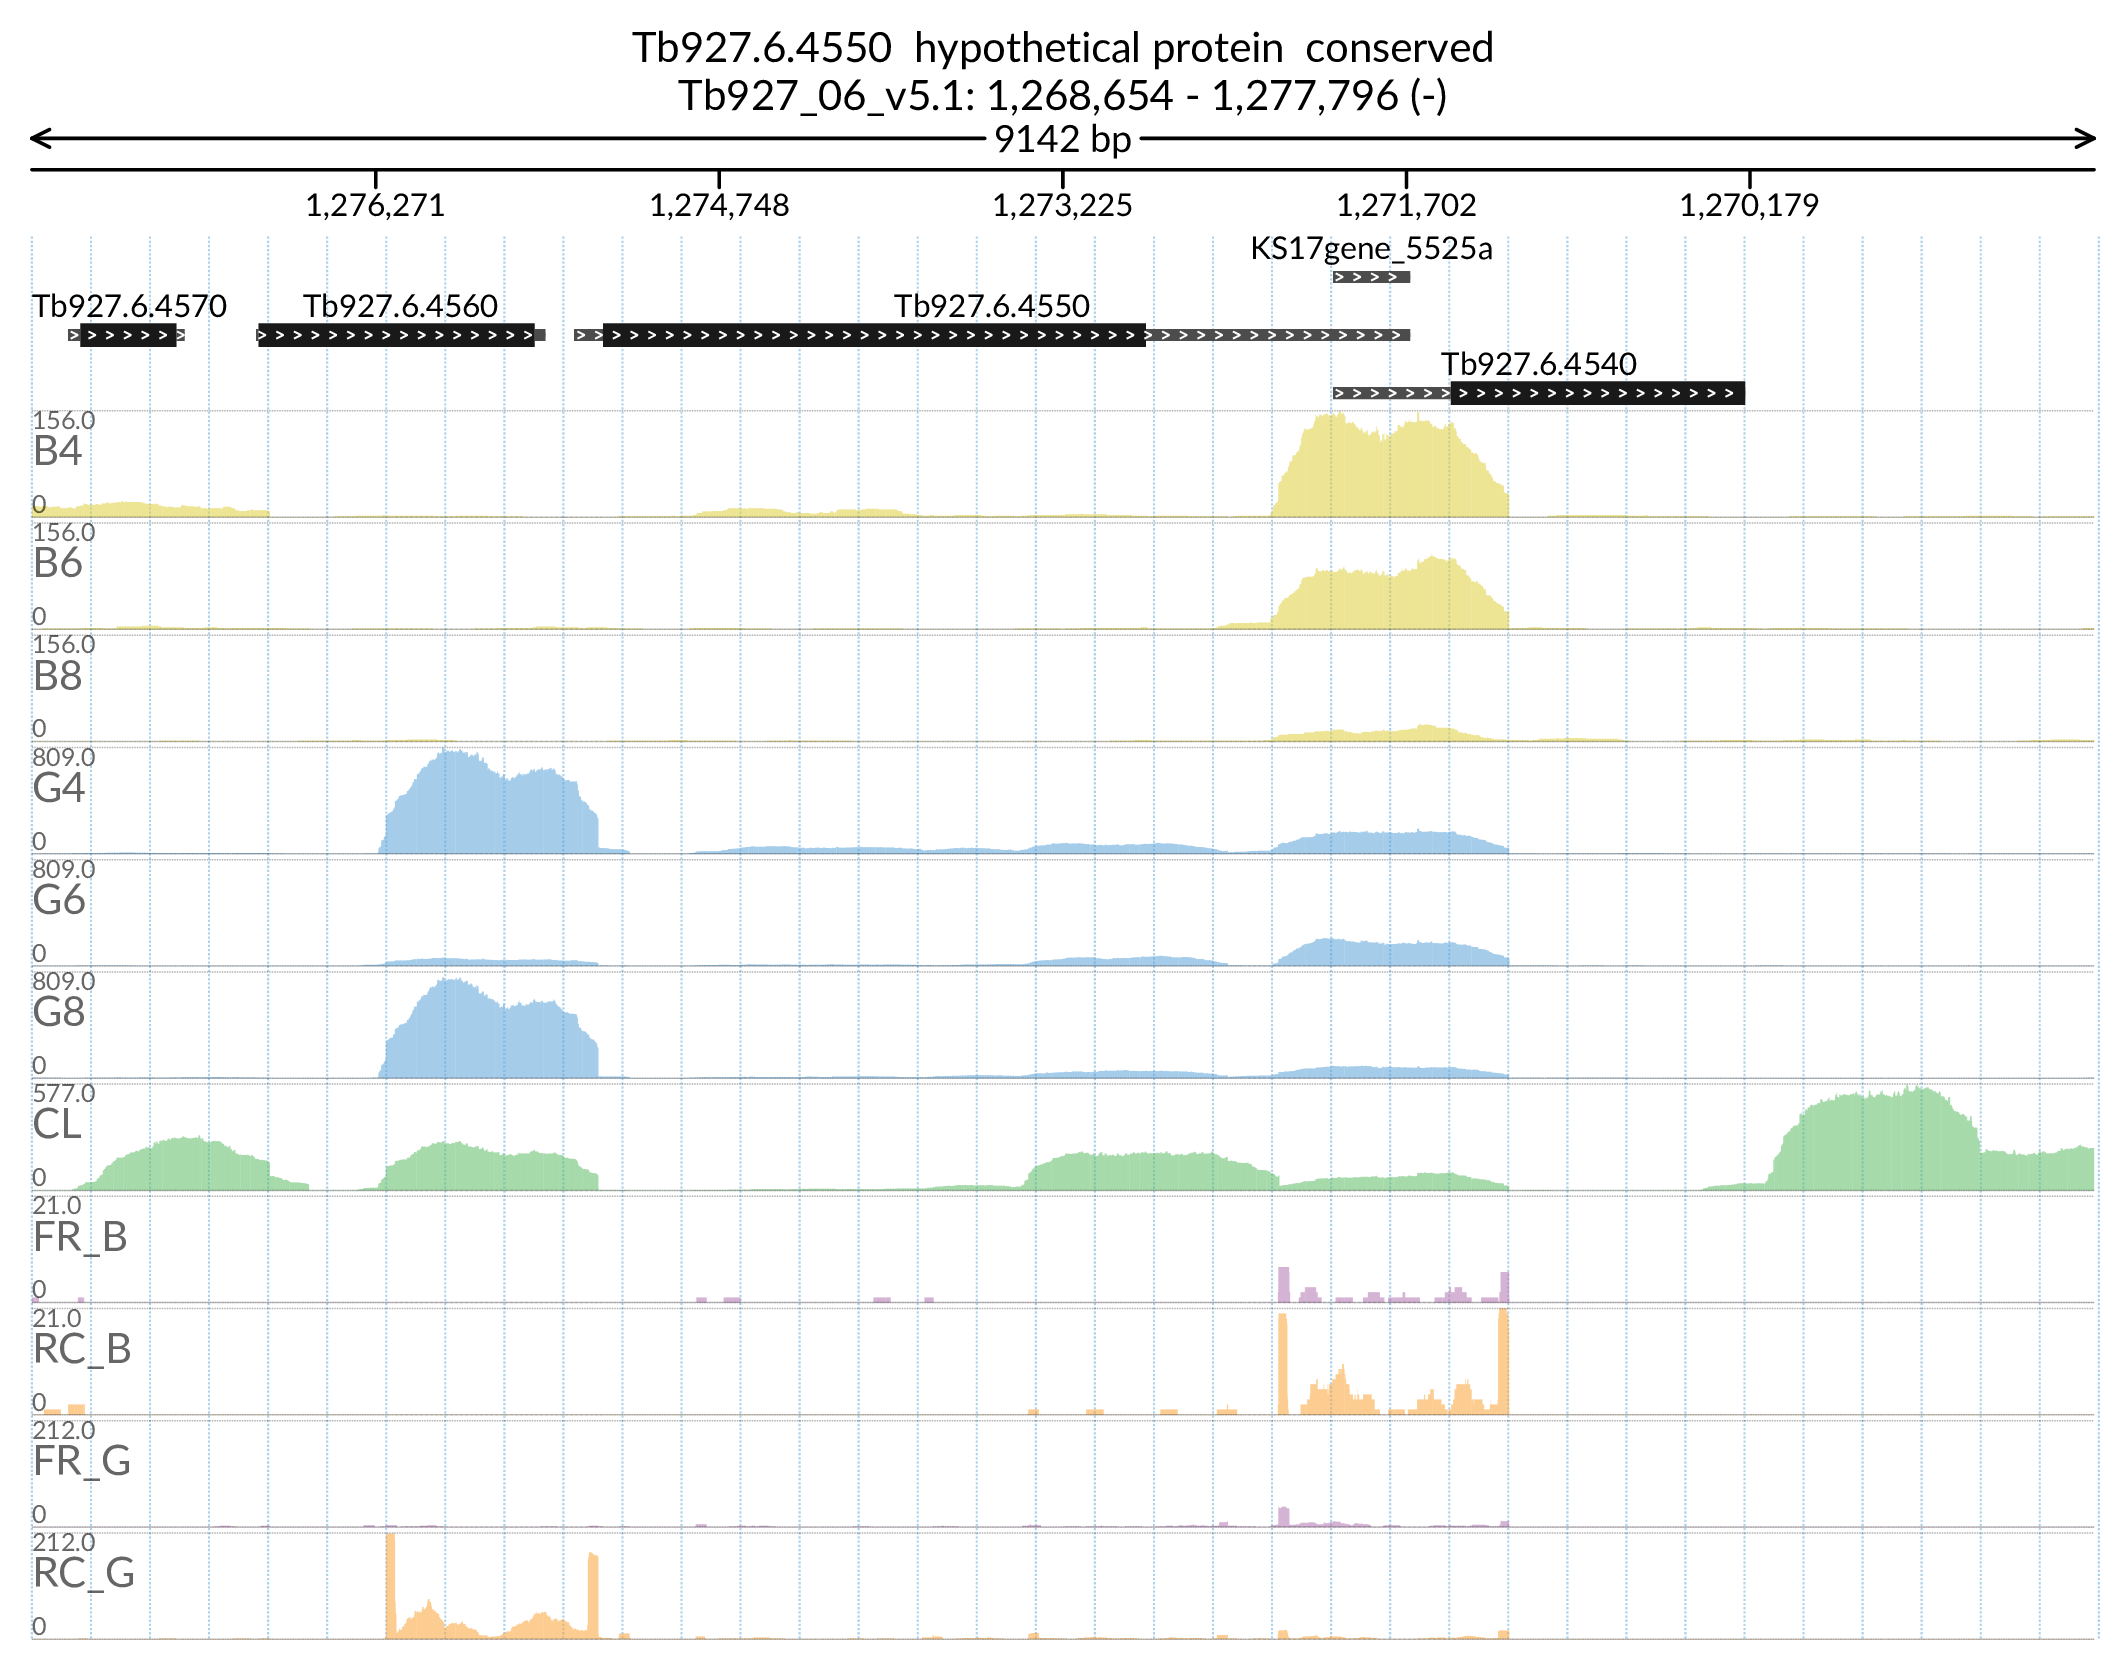 Tb927.6.4550 hypothetical protein conserved
Tb927_06_v5.1: 1,268,654 - 1,277,796 (-)
9142 bp
1,276,271 1,274,748 1,273,225 1,271,702 1,270,179
KS17gene_5525a
Tb927.6.4570 Tb927.6.4560 Tb927.6.4550
Tb927.6.4540
156.0
B4
0
156.0
B6
0
156.0
B8
0
809.0
G4
0
809.0
G6
0
809.0
G8
0
577.0
CL
0
21.0
FR_B
0
21.0
RC_B
0
212.0
FR_G
0
212.0
RC_G
0